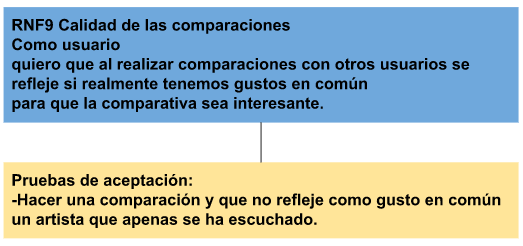 RNF9 Calidad de las comparaciones
Como usuario
quiero que al realizar comparaciones con otros usuarios se
refleje si realmente tenemos gustos en común
para que la comparativa sea interesante.
Pruebas de aceptación:
-Hacer una comparación y que no refleje como gusto en común
un artista que apenas se ha escuchado.